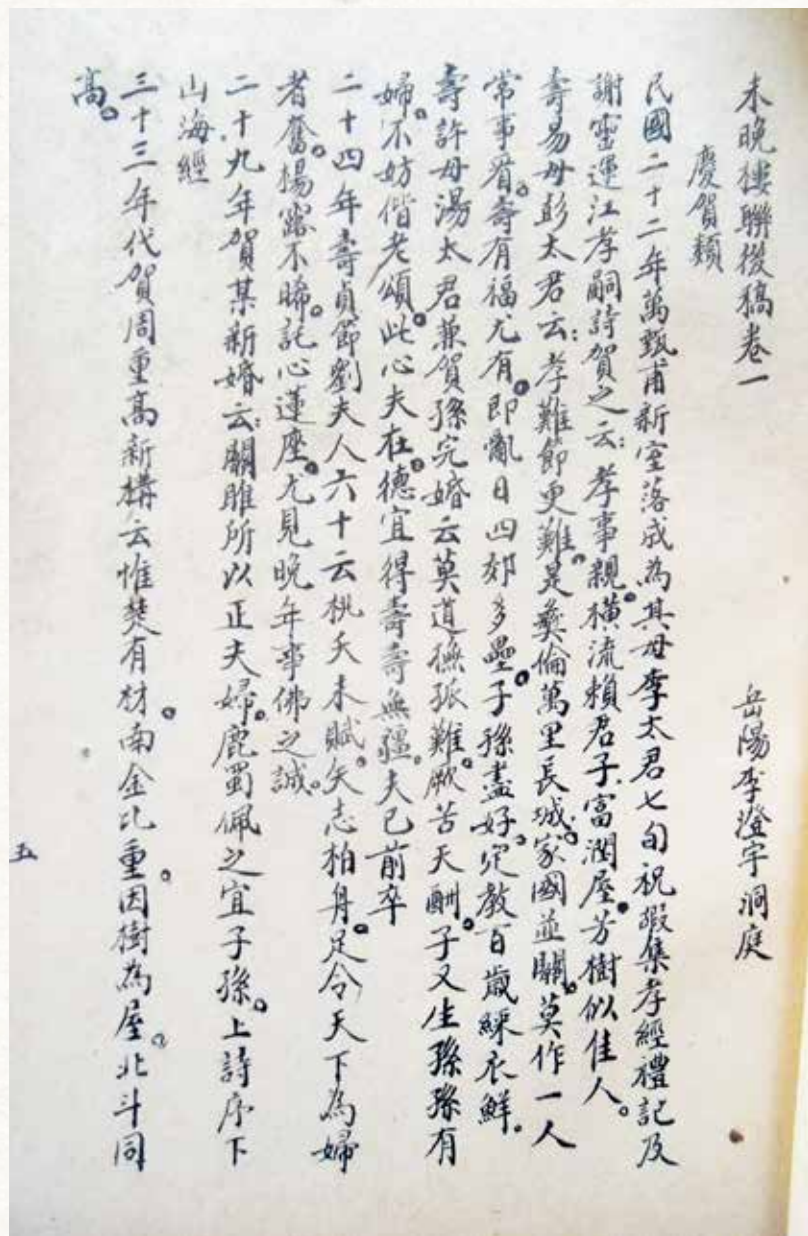 未晚樓聯後稿卷一
岳陽李澄宇洞庭
慶賀類
民國二十二年萬甄甫新室落成為其母李太君七旬祝嘏集孝經禮記及
謝靈運江孝嗣詩賀之云：孝事親。橫流賴君子，富潤屋。芳樹似佳人。
壽易母彭太君云：孝難節更難。是彝倫萬里長城。家國並關。莫作一人
常事看。壽有福尤有。即亂日四郊多壘。子孫盡好。定教百歲綵衣鮮。
壽許母湯太君兼賀孫完婚云莫道撫孤難。厥苦天酬。子又生孫孫有
婦。不妨偕老頌。此心夫在。德宜得壽壽無疆。夫已前卒
二十四年壽貞節劉夫人六十云桃夭未賦。矢志柏舟。足令天下為婦
者奮。楊露不晞。託心蓮座。尤見晚年事佛之誠。
二十九年賀某新婚云：關雎所以正夫婦。鹿蜀佩之宜子孫。上詩序下
山海經
三十三年代賀周重高新構云惟楚有材。南金比重。因樹為屋。北斗同
高。
五